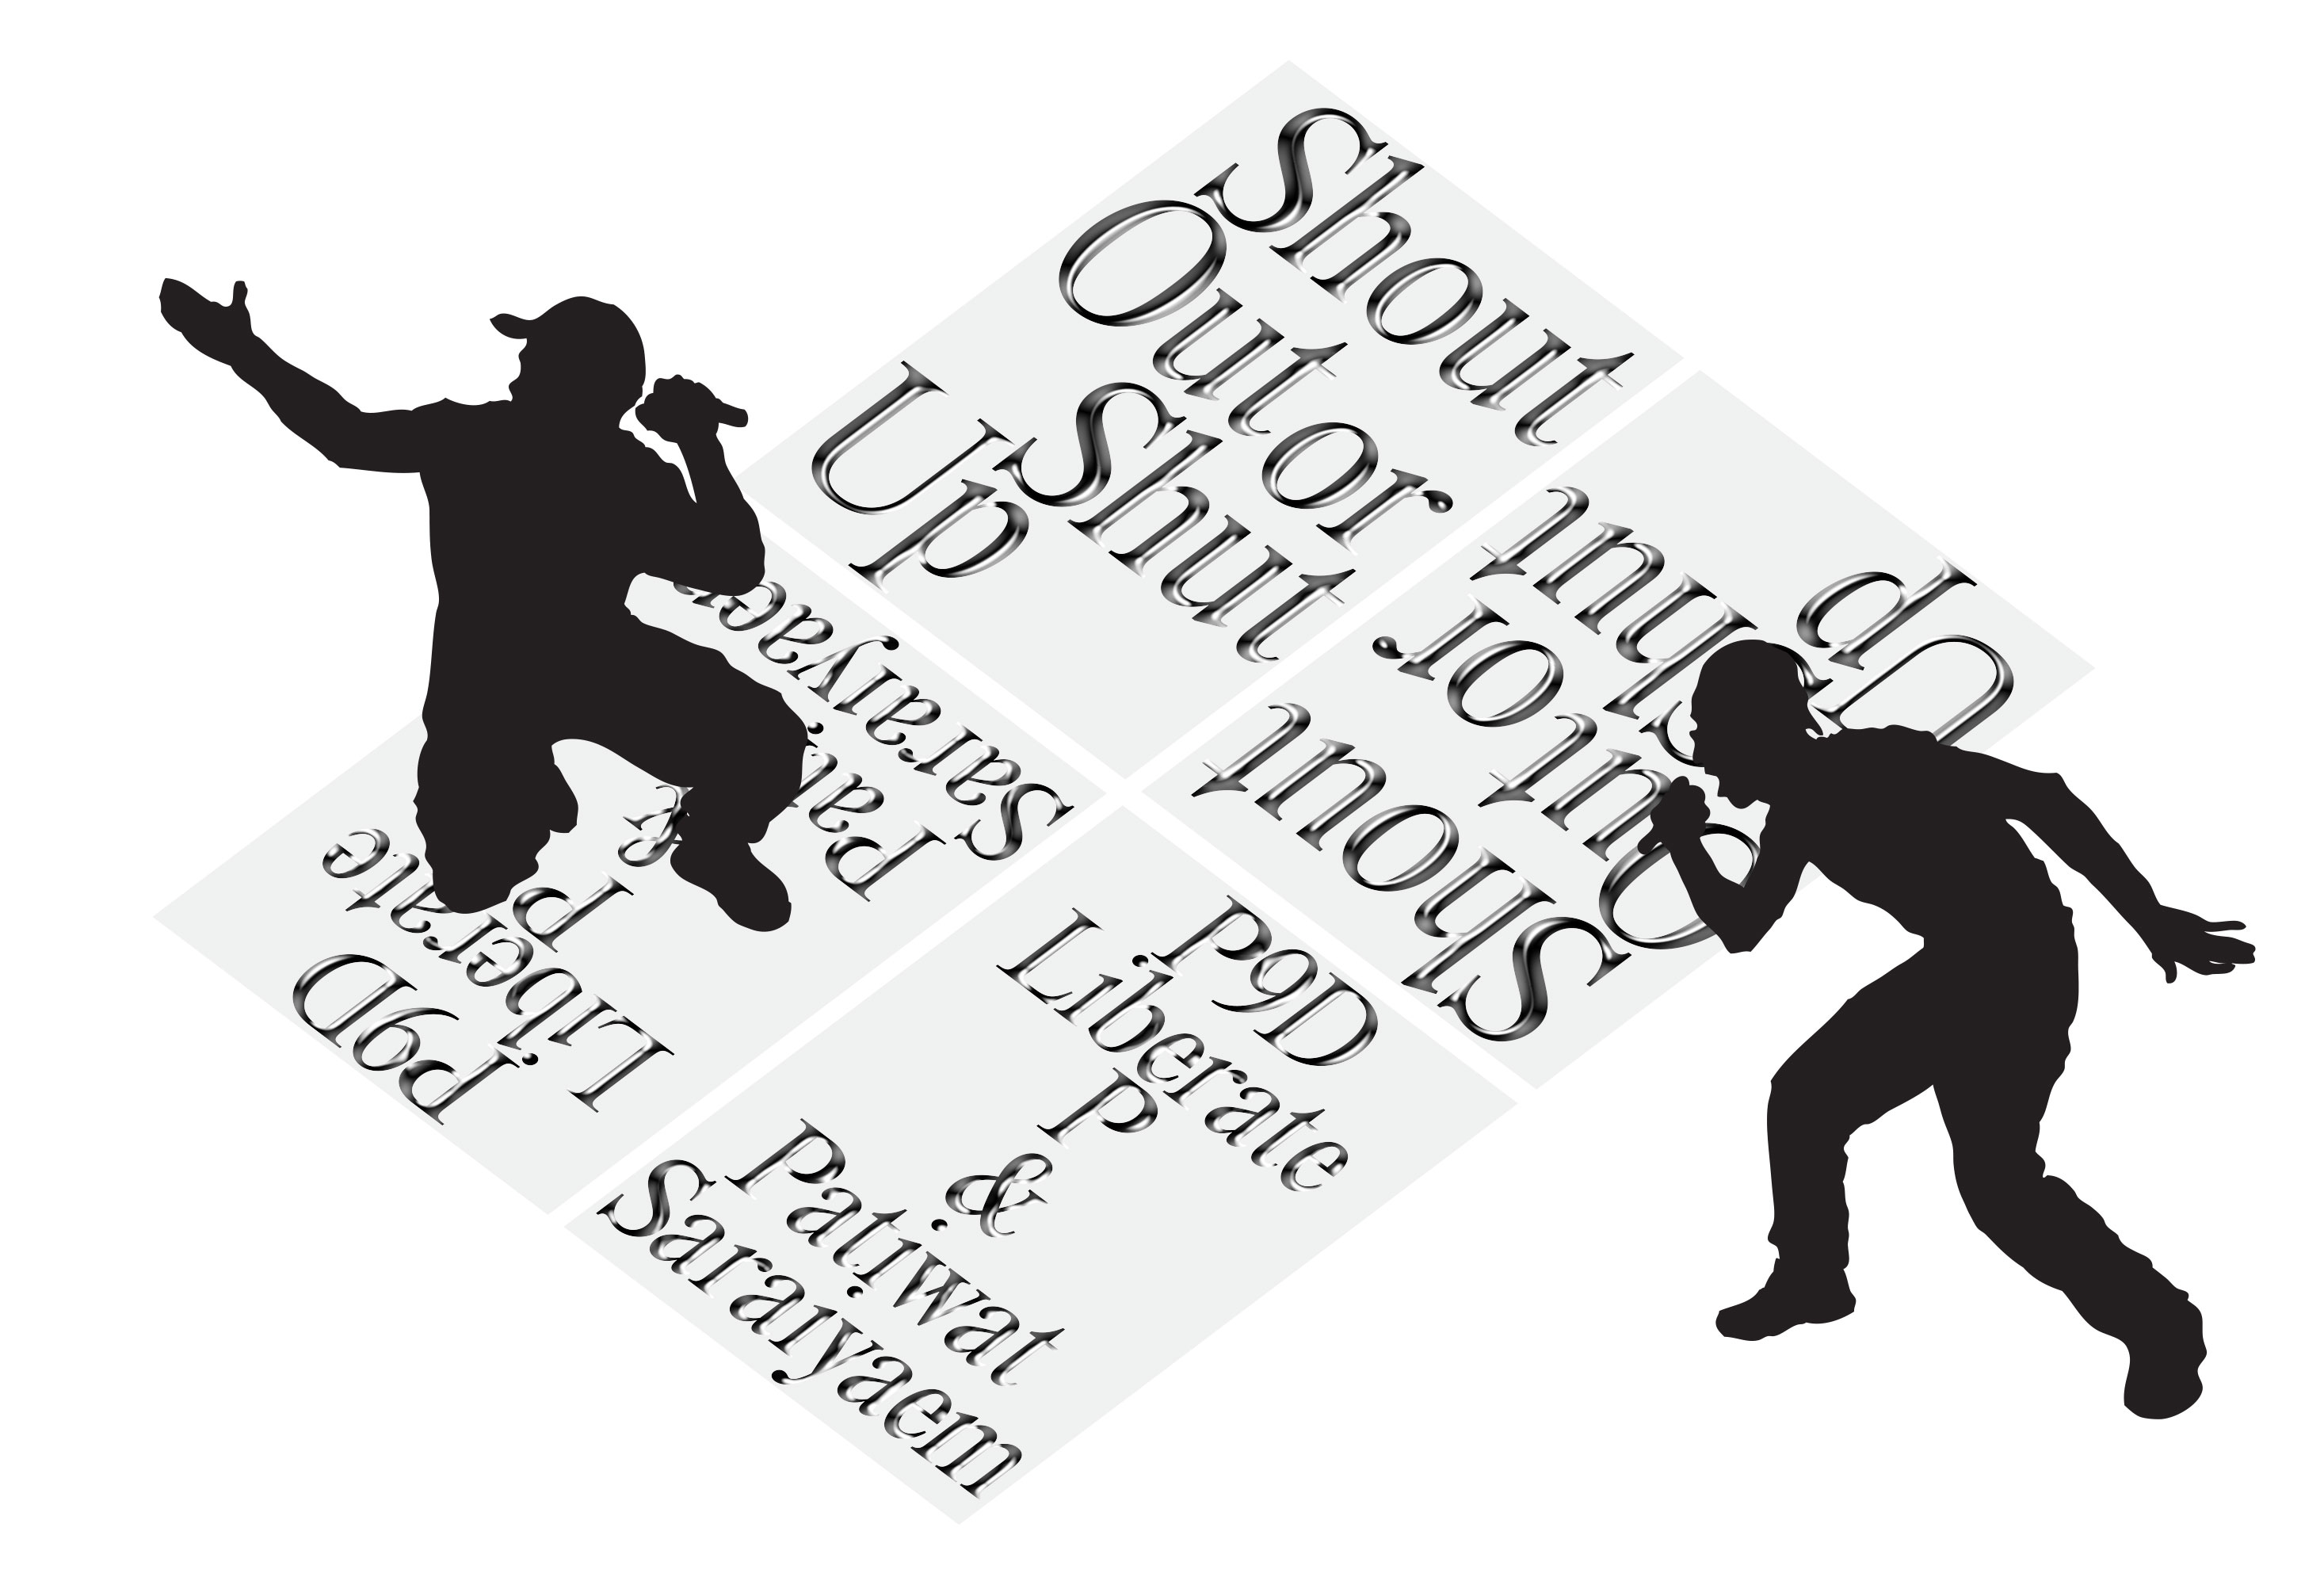 Shout
Out or
Shut
Up
Shout
Out or
Shut
Up
P9D
Liberate
P
&
Patiwat
Saraiyaem
P9D
Liberate
P
&
Patiwat
Saraiyaem